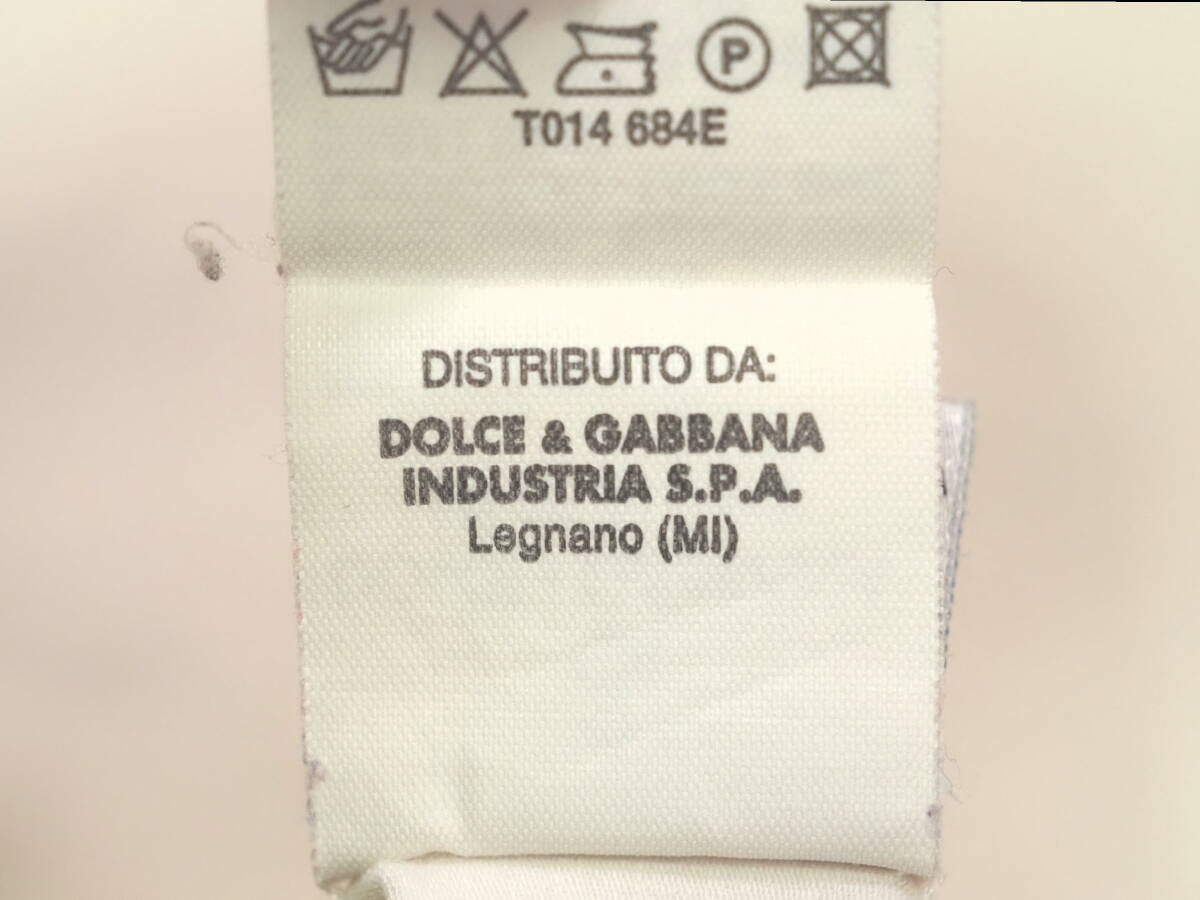 P
T014 684E
DISTRIBUITO DA:
DOLCE & GABBANA
INDUSTRIA S.P.A.
Legnano (MI)